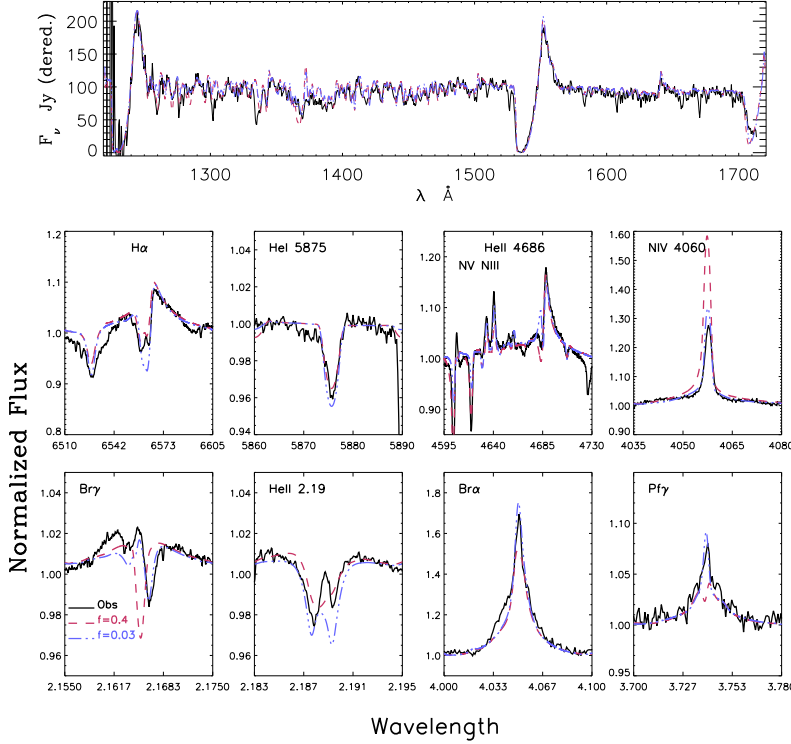 F_ν Jy (dered.)
200
150
100
50
0
1300 1400 1500 1600 1700
λ Å
Normalized Flux
Hα
1.2
1.1
1.0
0.9
0.8
6510 6542 6573 6605
HeI 5875
1.04
1.00
0.96
0.94
5860 5870 5880 5890
HeII 4686
NV NIII
1.20
1.10
1.00
0.90
4595 4640 4685 4730
NIV 4060
1.60
1.50
1.40
1.30
1.20
1.10
1.00
4035 4050 4065 4080
Brγ
1.04
1.02
1.00
0.98
0.96
Obs
f=0.4
f=0.03
2.1550 2.1617 2.1683 2.1750
HeII 2.19
1.04
1.02
1.00
0.98
0.96
2.183 2.187 2.191 2.195
Brα
1.8
1.6
1.4
1.2
1.0
4.000 4.033 4.067 4.100
Pfγ
1.10
1.05
1.00
0.95
3.700 3.727 3.753 3.780
Wavelength